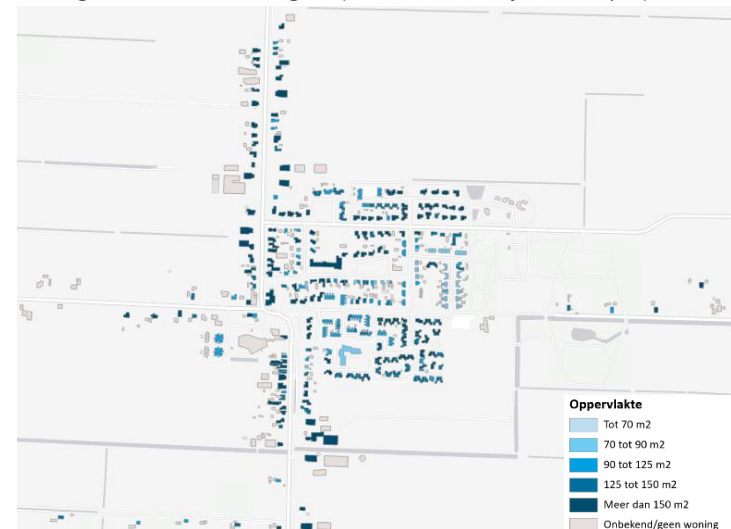 Oppervlakte
Tot 70 m2
70 tot 90 m2
90 tot 125 m2
125 tot 150 m2
Meer dan 150 m2
Onbekend/geen woning